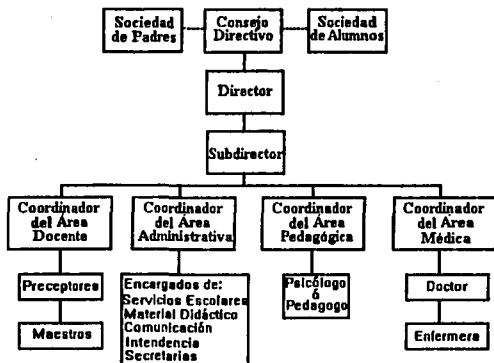 Sociedad
de Padres
Consejo
Directivo
Sociedad
de Alumnos
Director
Subdirector
Coordinador
del Área
Docente
Coordinador
del Área
Administrativa
Coordinador
del Área
Pedagógica
Coordinador
del Área
Médica
Preceptores
Maestros
Encargados de:
Servicios Escolares
Material Didáctico
Comunicación
Intendencia
Secretarias
Psicólogo
ó
Pedagogo
Doctor
Enfermera